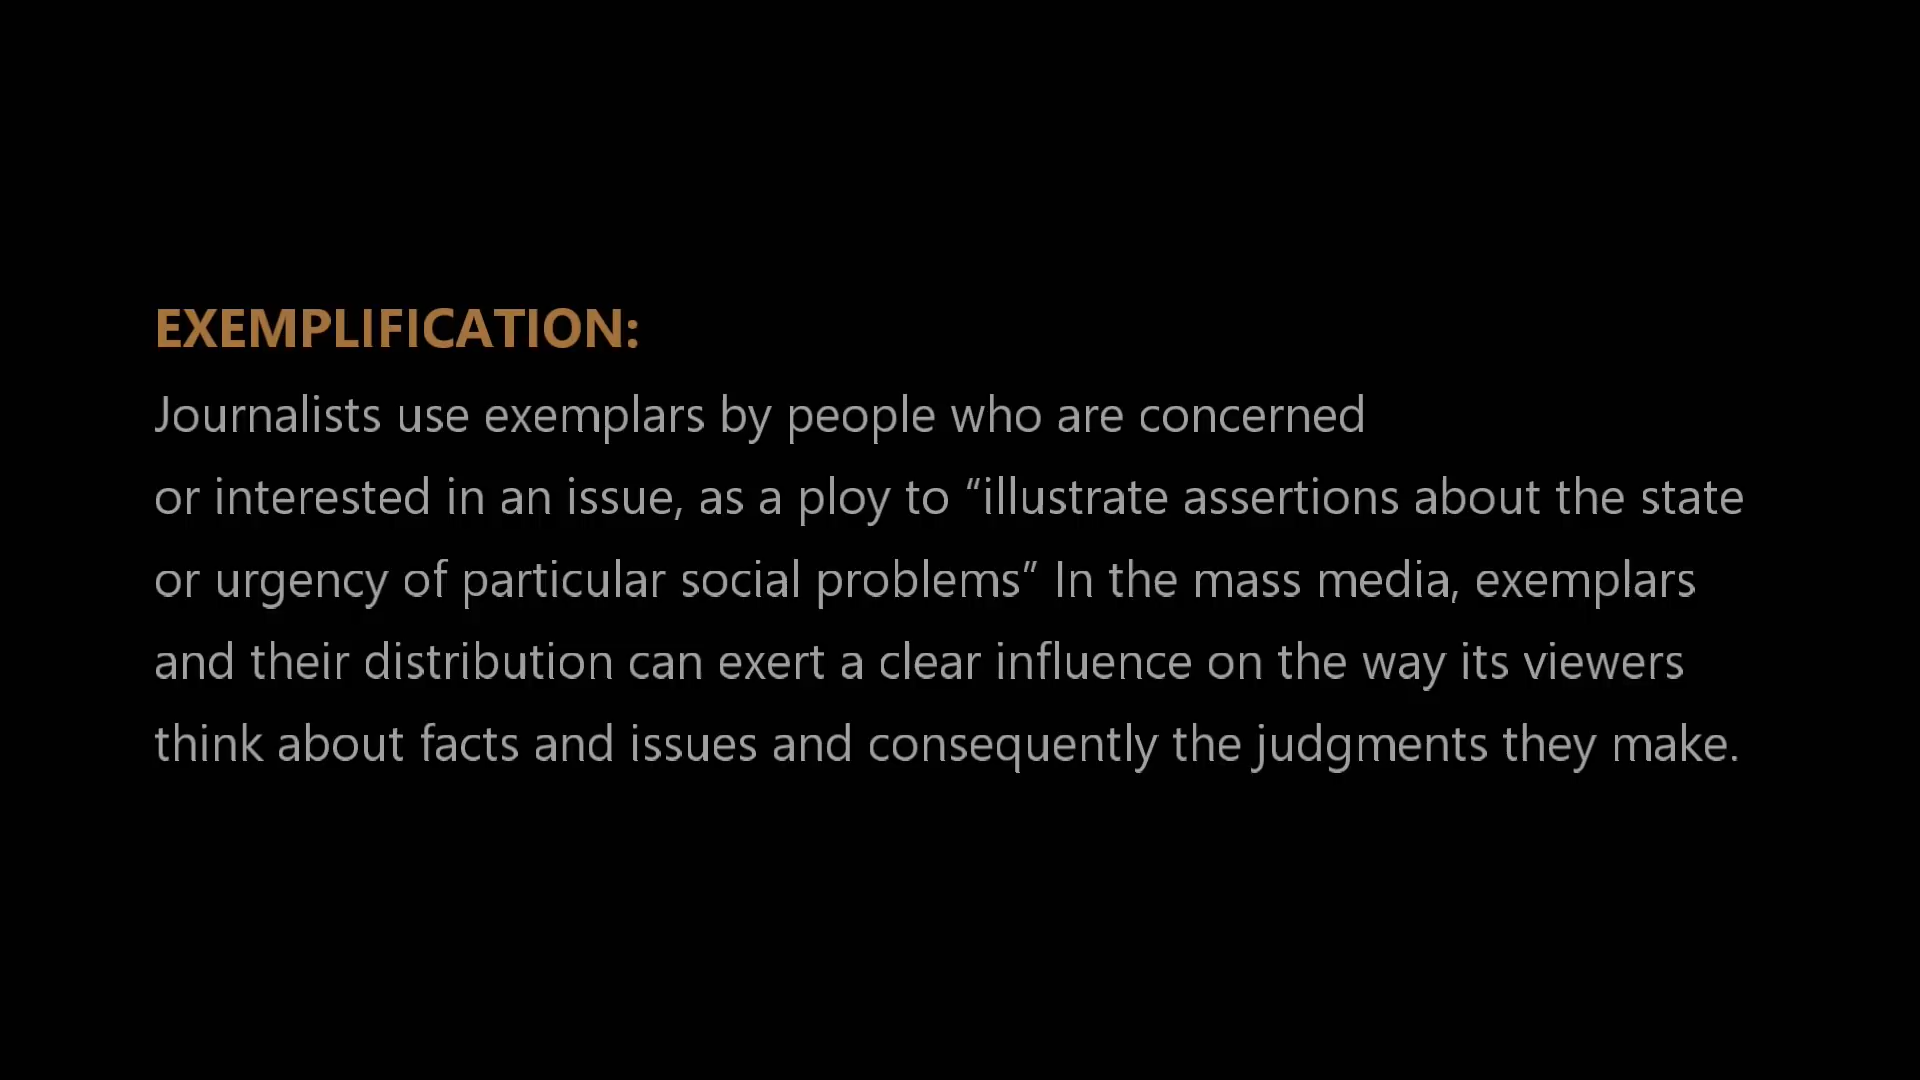 EXEMPLIFICATION:
Journalists use exemplars by people who are concerned
or interested in an issue, as a ploy to “illustrate assertions about the state
or urgency of particular social problems” In the mass media, exemplars
and their distribution can exert a clear influence on the way its viewers
think about facts and issues and consequently the judgments they make.